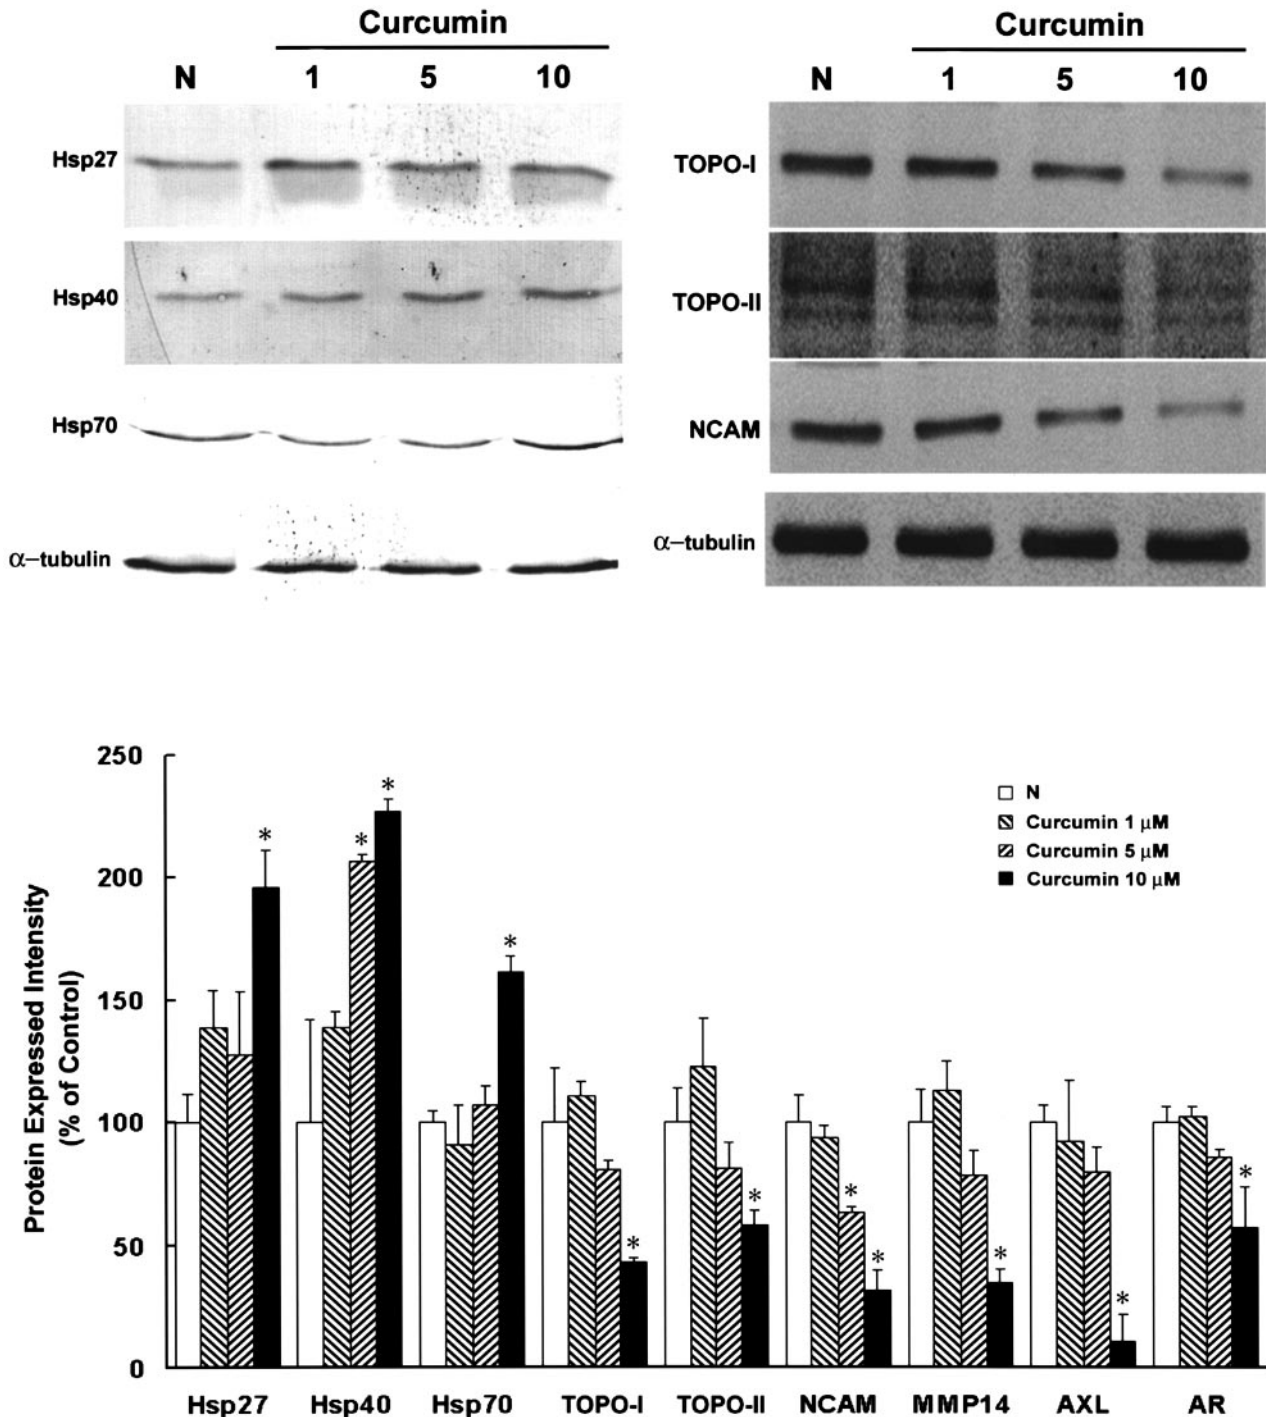 Curcumin
N 1 5 10
Hsp27
Hsp40
Hsp70
α–tubulin
Curcumin
N 1 5 10
TOPO-I
TOPO-II
NCAM
α–tubulin
Protein Expressed Intensity
(% of Control)
250
200
150
100
50
0
* * * * * * * * * * *
N
Curcumin 1 μM
Curcumin 5 μM
Curcumin 10 μM
Hsp27 Hsp40 Hsp70 TOPO-I TOPO-II NCAM MMP14 AXL AR